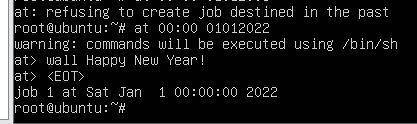 at: refusing to create job destined in the past
root@ubuntu:~# at 00:00 01012022
warning: commands will be executed using /bin/sh
at> wall Happy New Year!
at> <EOT>
job 1 at Sat Jan  1 00:00:00 2022
root@ubuntu:~#